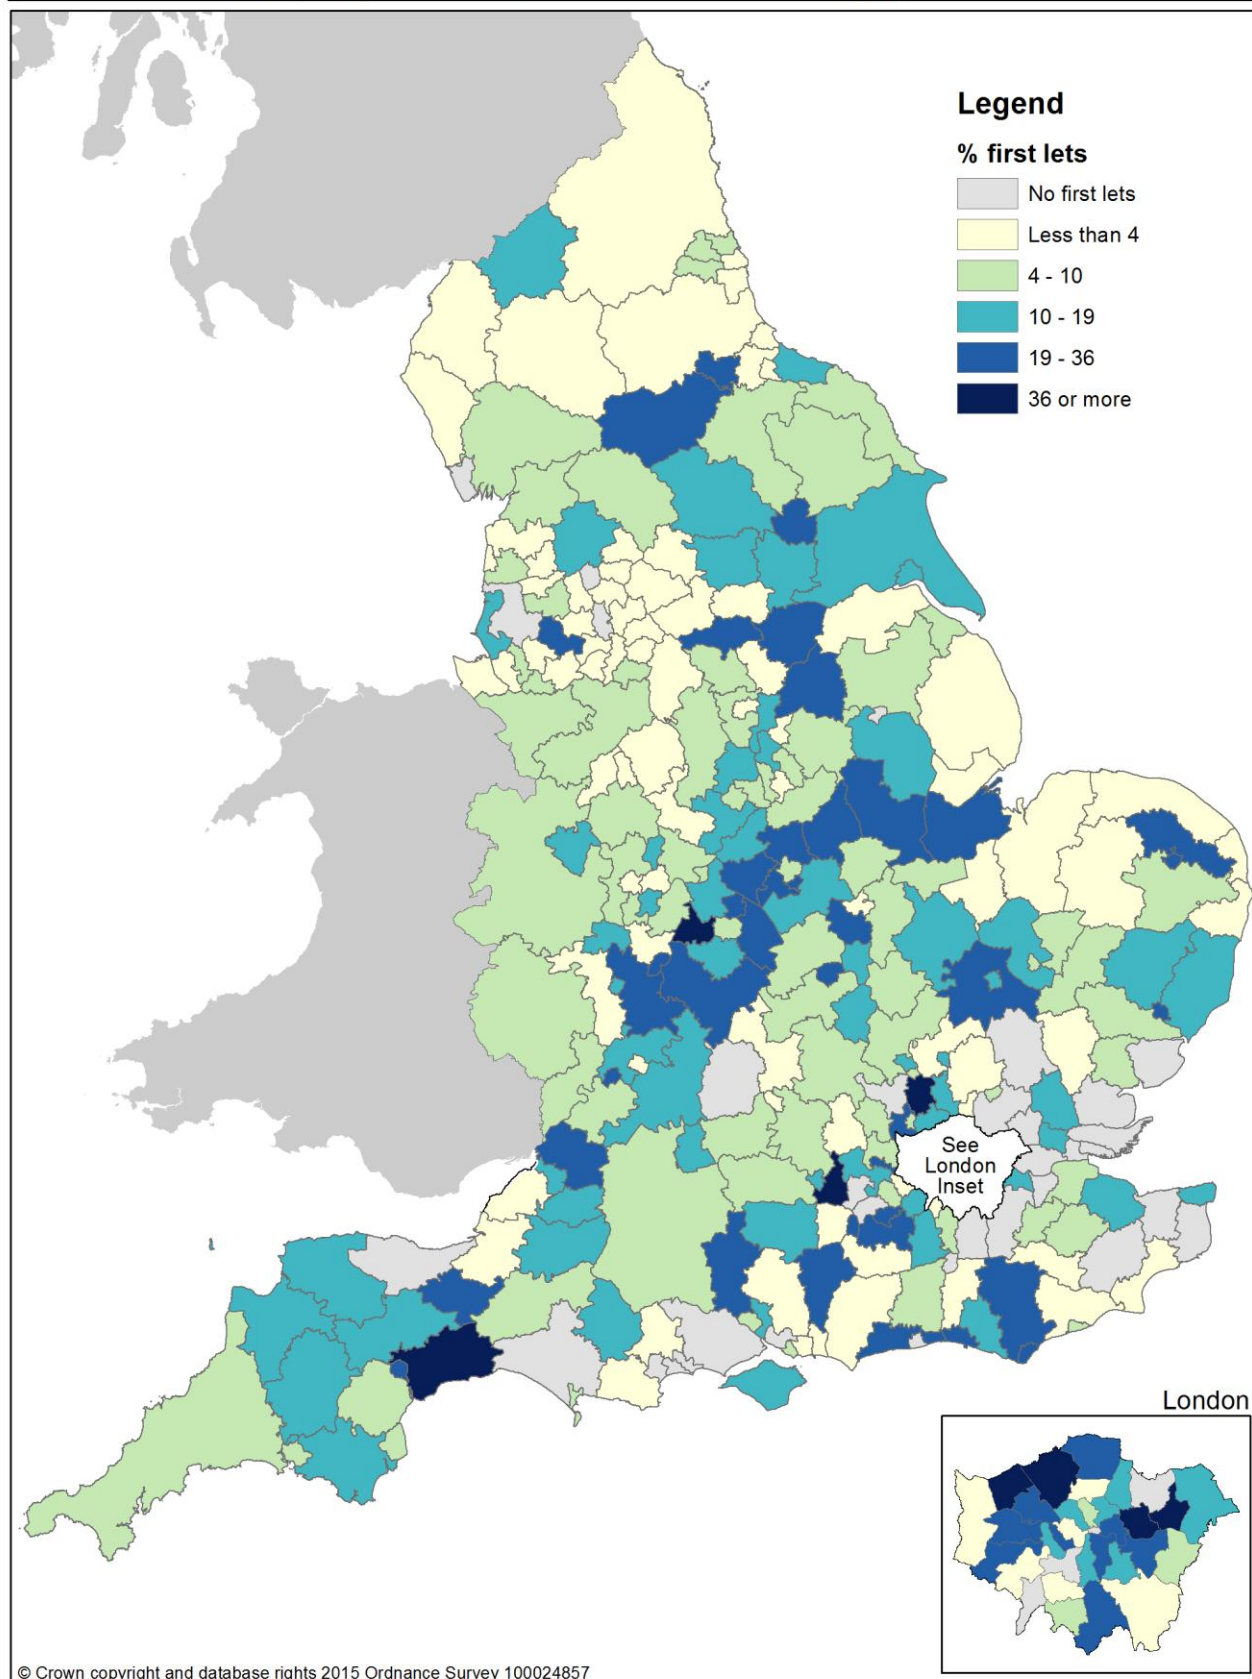 Legend
% first lets
No first lets
Less than 4
4 - 10
10 - 19
19 - 36
36 or more
See
London
Inset
London
© Crown copyright and database rights 2015 Ordnance Survey 100024857